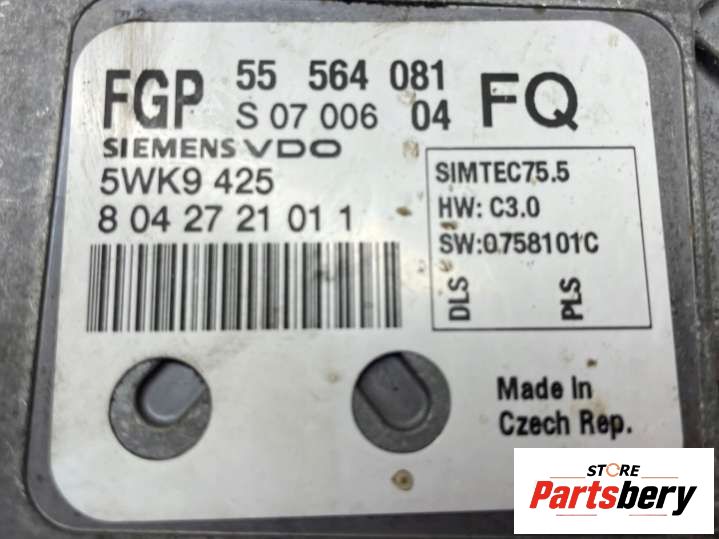 FGP 55 564 081 FQ
S 07 006 04
SIEMENS VDO
5WK9 425
8 04 27 21 01 1
SIMTEC75.5
HW: C3.0
SW:0758101C
DLS PLS
Made In
Czech Rep.
STORE
Partsbery